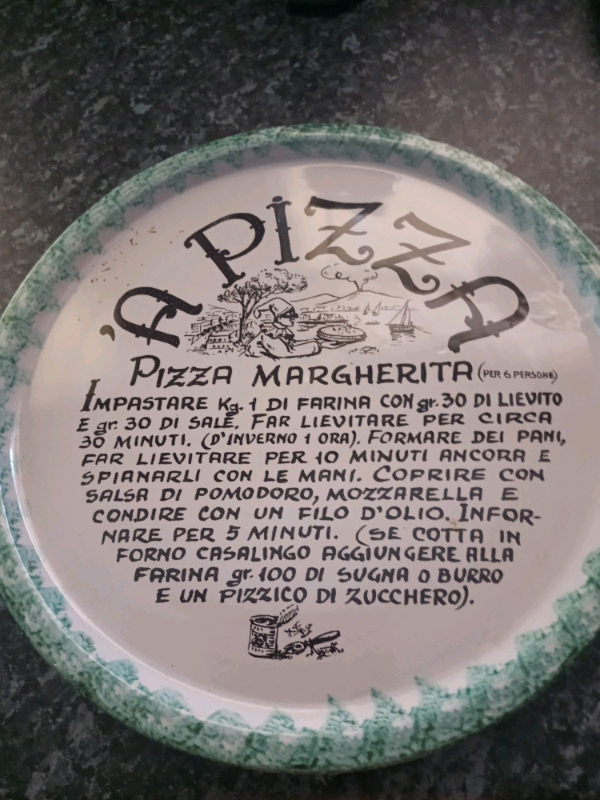 'A PIZZA
PIZZA MARGHERITA (PER 6 PERSONE)
IMPASTARE Kg. 1 DI FARINA CON gr. 30 DI LIEVITO
E gr. 30 DI SALE. FAR LIEVITARE PER CIRCA
30 MINUTI. (D'INVERNO 1 ORA). FORMARE DEI PANI,
FAR LIEVITARE PER 10 MINUTI ANCORA E
SPIANARLI CON LE MANI. COPRIRE CON
SALSA DI POMODORO, MOZZARELLA E
CONDIRE CON UN FILO D'OLIO. INFOR-
NARE PER 5 MINUTI. (SE COTTA IN
FORNO CASALINGO AGGIUNGERE ALLA
FARINA gr. 100 DI SUGNA O BURRO
E UN PIZZICO DI ZUCCHERO).